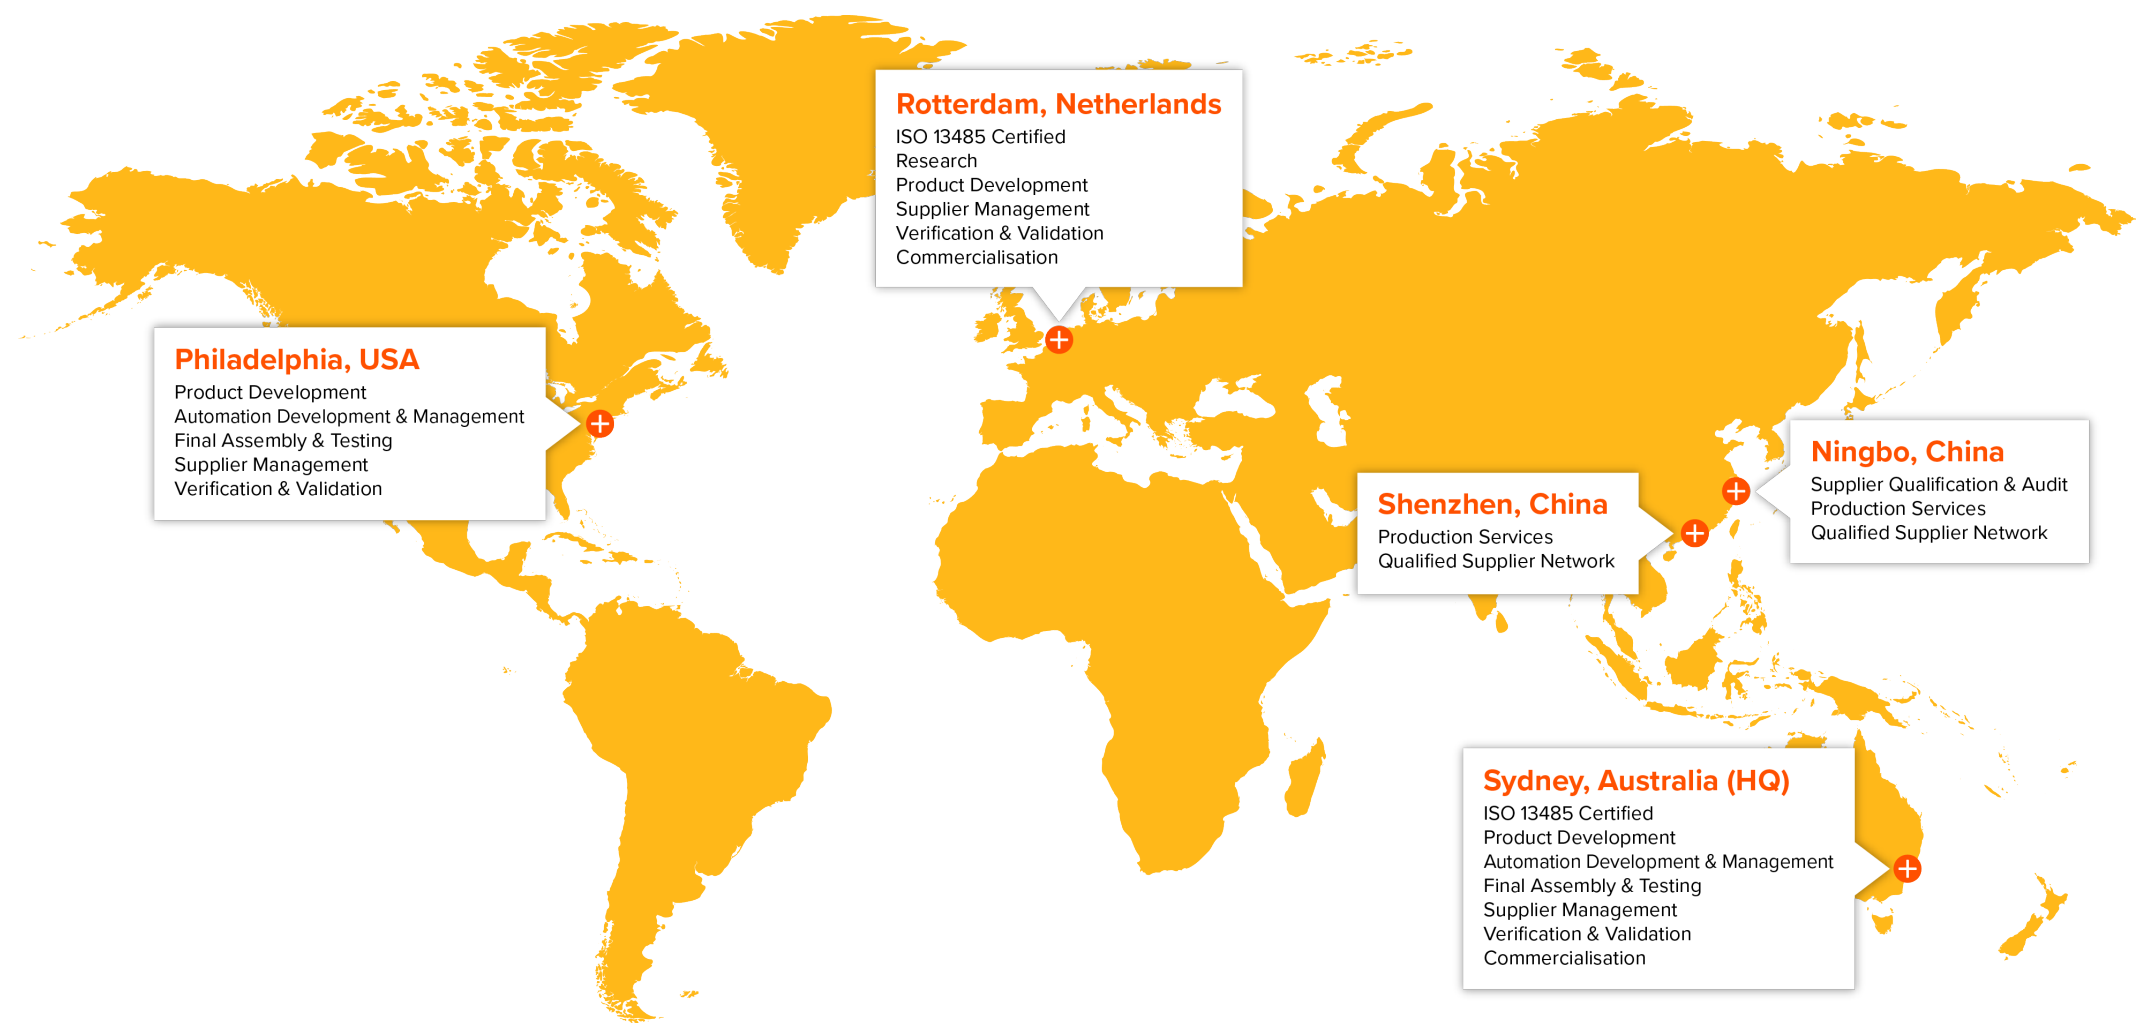 Rotterdam, Netherlands
ISO 13485 Certified
Research
Product Development
Supplier Management
Verification & Validation
Commercialisation
Philadelphia, USA
Product Development
Automation Development & Management
Final Assembly & Testing
Supplier Management
Verification & Validation
Ningbo, China
Supplier Qualification & Audit
Production Services
Qualified Supplier Network
Shenzhen, China
Production Services
Qualified Supplier Network
Sydney, Australia (HQ)
ISO 13485 Certified
Product Development
Automation Development & Management
Final Assembly & Testing
Supplier Management
Verification & Validation
Commercialisation